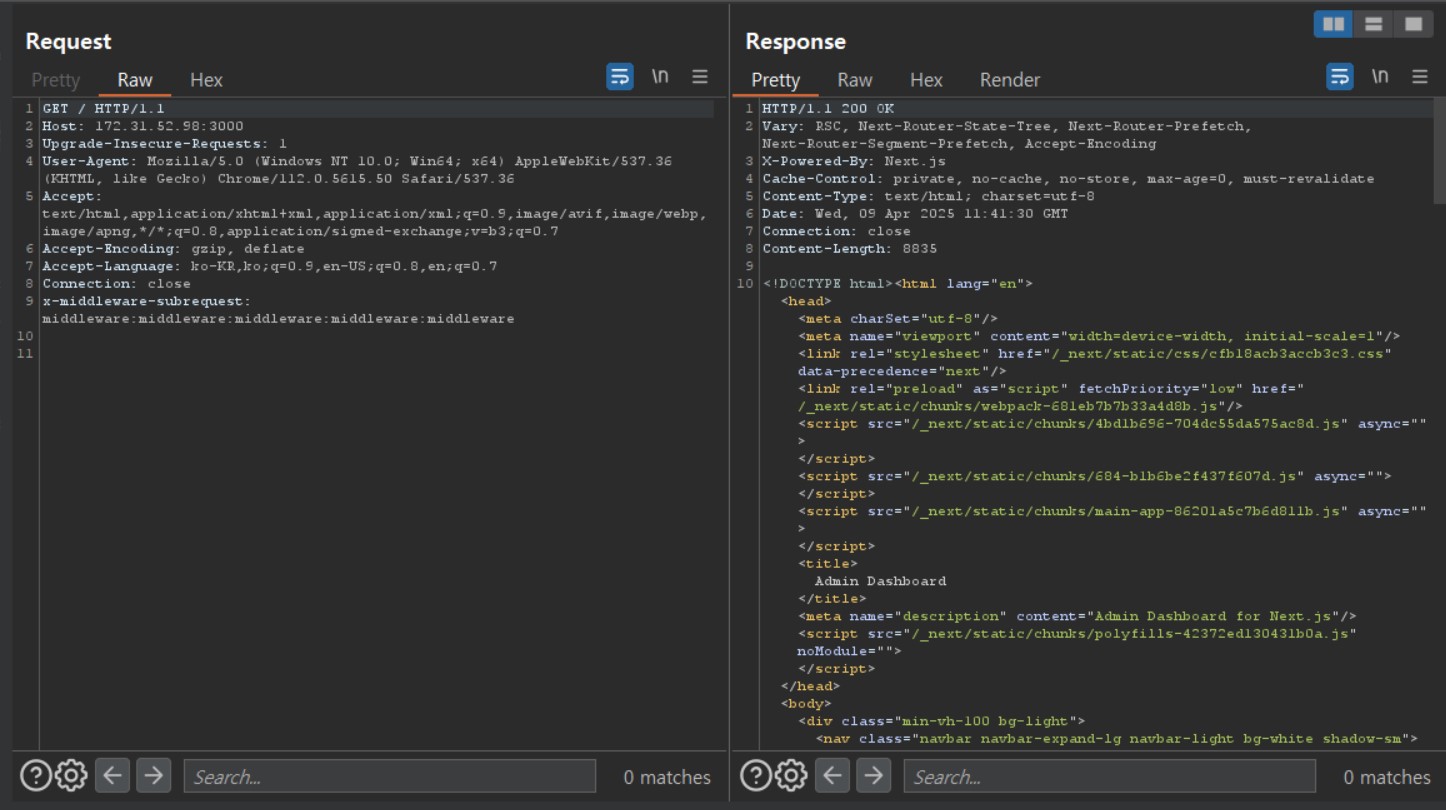 Request
Pretty Raw Hex \n
1 GET / HTTP/1.1
2 Host: 172.31.52.98:3000
3 Upgrade-Insecure-Requests: 1
4 User-Agent: Mozilla/5.0 (Windows NT 10.0; Win64; x64) AppleWebKit/537.36
(KHTML, like Gecko) Chrome/112.0.5615.50 Safari/537.36
5 Accept:
text/html,application/xhtml+xml,application/xml;q=0.9,image/avif,image/webp,
image/apng,*/*;q=0.8,application/signed-exchange;v=b3;q=0.7
6 Accept-Encoding: gzip, deflate
7 Accept-Language: ko-KR,ko;q=0.9,en-US;q=0.8,en;q=0.7
8 Connection: close
9 x-middleware-subrequest:
middleware:middleware:middleware:middleware:middleware
10
11
Search... 0 matches
Response
Pretty Raw Hex Render \n
1 HTTP/1.1 200 OK
2 Vary: RSC, Next-Router-State-Tree, Next-Router-Prefetch,
Next-Router-Segment-Prefetch, Accept-Encoding
3 X-Powered-By: Next.js
4 Cache-Control: private, no-cache, no-store, max-age=0, must-revalidate
5 Content-Type: text/html; charset=utf-8
6 Date: Wed, 09 Apr 2025 11:41:30 GMT
7 Connection: close
8 Content-Length: 8835
9
10 <!DOCTYPE html><html lang="en">
<head>
<meta charSet="utf-8"/>
<meta name="viewport" content="width=device-width, initial-scale=1"/>
<link rel="stylesheet" href="/_next/static/css/cfb18acb3accb3c3.css"
data-precedence="next"/>
<link rel="preload" as="script" fetchPriority="low" href="
/_next/static/chunks/webpack-681eb7b7b33a4d8b.js"/>
<script src="/_next/static/chunks/4bd1b696-704dc55da575ac8d.js" async=""
>
</script>
<script src="/_next/static/chunks/684-b1b6be2f437f607d.js" async="">
</script>
<script src="/_next/static/chunks/main-app-86201a5c7b6d811b.js" async=""
>
</script>
<title>
Admin Dashboard
</title>
<meta name="description" content="Admin Dashboard for Next.js"/>
<script src="/_next/static/chunks/polyfills-42372ed130431b0a.js"
noModule="">
</script>
</head>
<body>
<div class="min-vh-100 bg-light">
<nav class="navbar navbar-expand-lg navbar-light bg-white shadow-sm">
Search... 0 matches